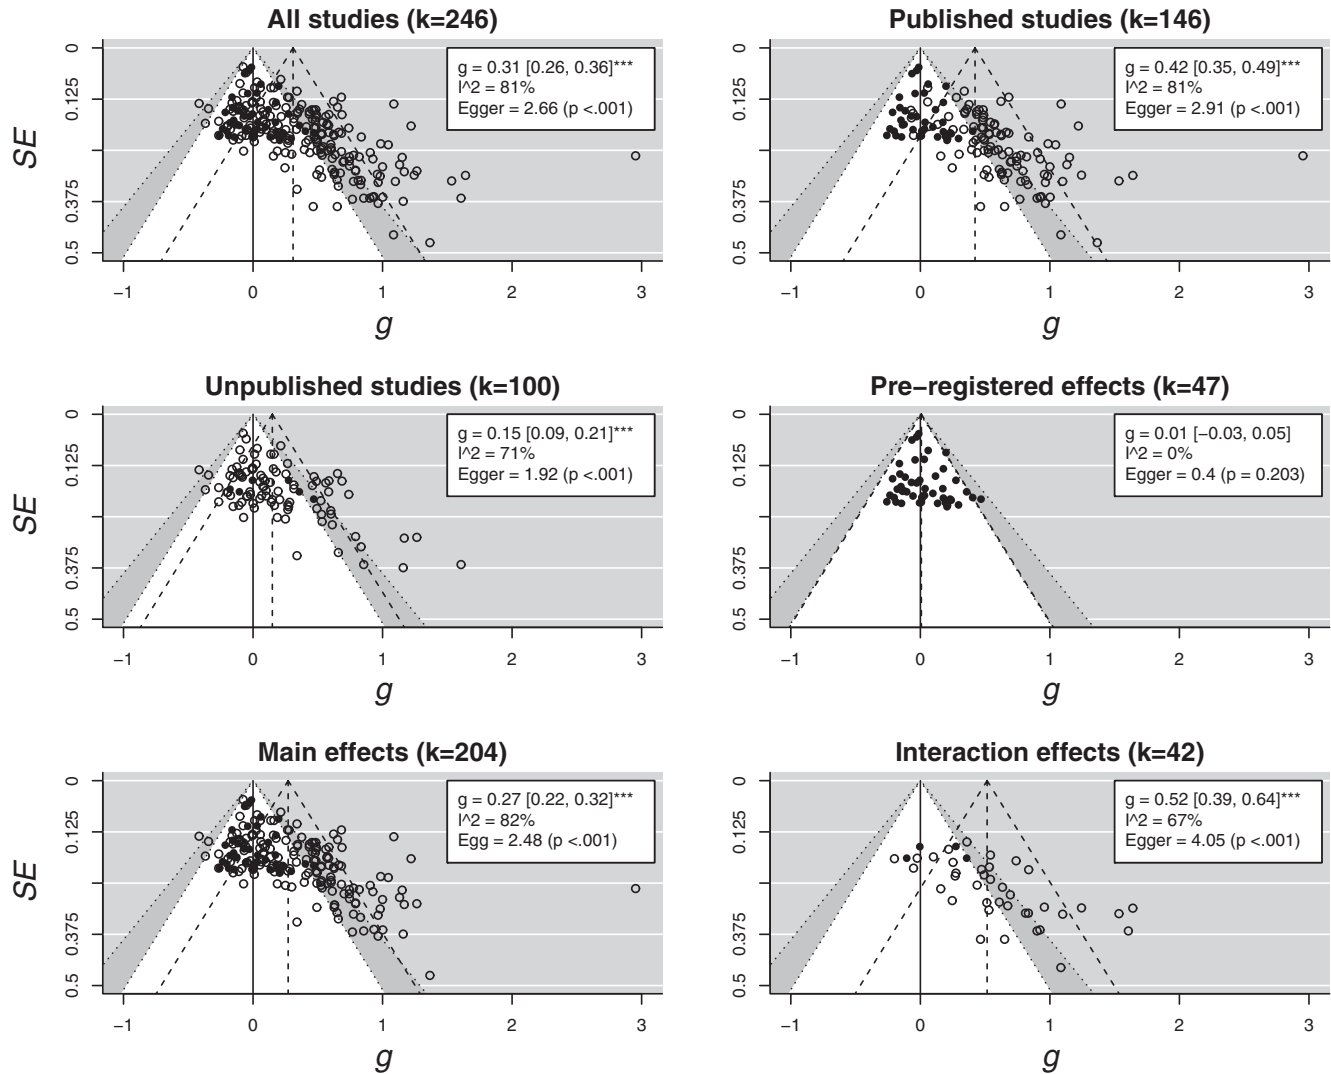 All studies (k=246)
g = 0.31 [0.26, 0.36]***
I^2 = 81%
Egger = 2.66 (p <.001)
SE
0
0.125
0.375
0.5
−1
0
1
2
3
g
Published studies (k=146)
g = 0.42 [0.35, 0.49]***
I^2 = 81%
Egger = 2.91 (p <.001)
0
0.125
0.375
0.5
−1
0
1
2
3
g
Unpublished studies (k=100)
g = 0.15 [0.09, 0.21]***
I^2 = 71%
Egger = 1.92 (p <.001)
SE
0
0.125
0.375
0.5
−1
0
1
2
3
g
Pre−registered effects (k=47)
g = 0.01 [−0.03, 0.05]
I^2 = 0%
Egger = 0.4 (p = 0.203)
0
0.125
0.375
0.5
−1
0
1
2
3
g
Main effects (k=204)
g = 0.27 [0.22, 0.32]***
I^2 = 82%
Egg = 2.48 (p <.001)
SE
0
0.125
0.375
0.5
−1
0
1
2
3
g
Interaction effects (k=42)
g = 0.52 [0.39, 0.64]***
I^2 = 67%
Egger = 4.05 (p <.001)
0
0.125
0.375
0.5
−1
0
1
2
3
g